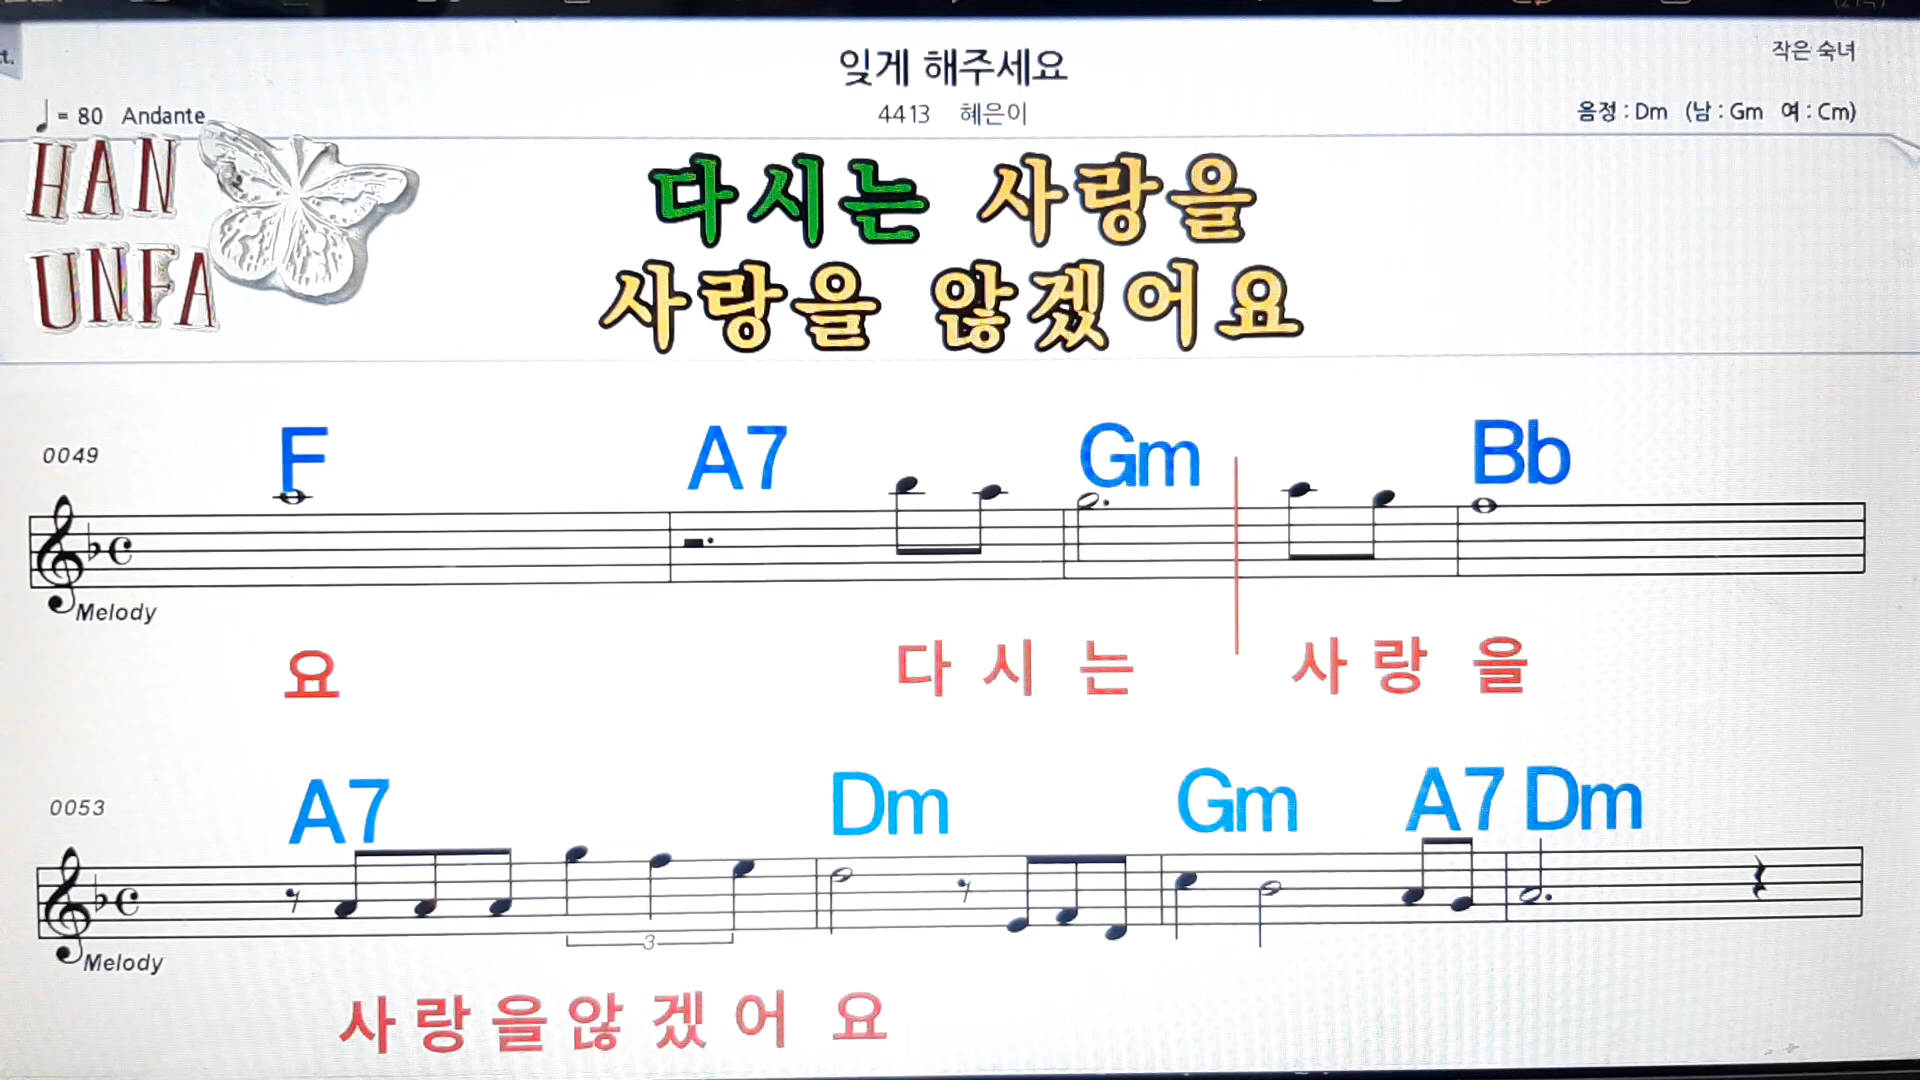 잊게 해주세요
작은 숙녀
= 80 Andante
4413 혜은이
음정 : Dm (남 : Gm 여 : Cm)
HAN
UNFA
다시는 사랑을
사랑을 않겠어요
0049
F A7 Gm Bb
Melody
요 다 시 는 사 랑 을
0053
A7 Dm Gm A7 Dm
3
Melody
사 랑 을 않 겠 어 요